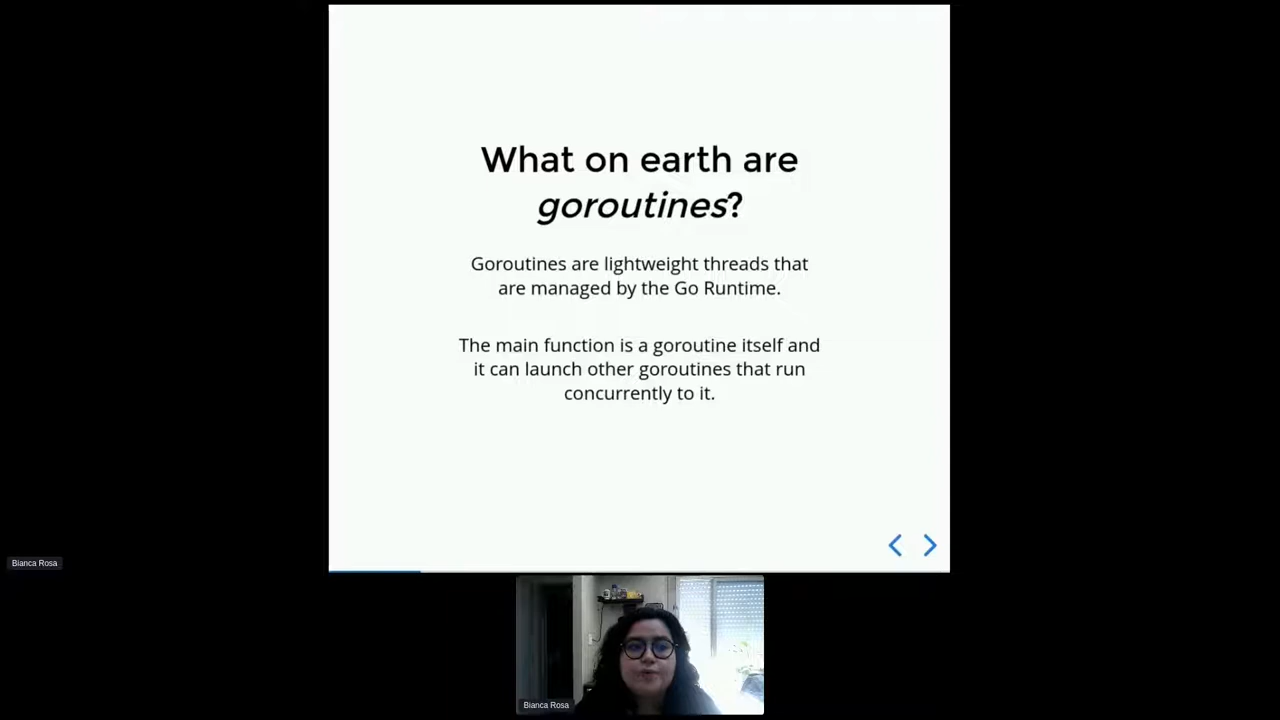 What on earth are
goroutines?
Goroutines are lightweight threads that
are managed by the Go Runtime.
The main function is a goroutine itself and
it can launch other goroutines that run
concurrently to it.
Bianca Rosa
Bianca Rosa